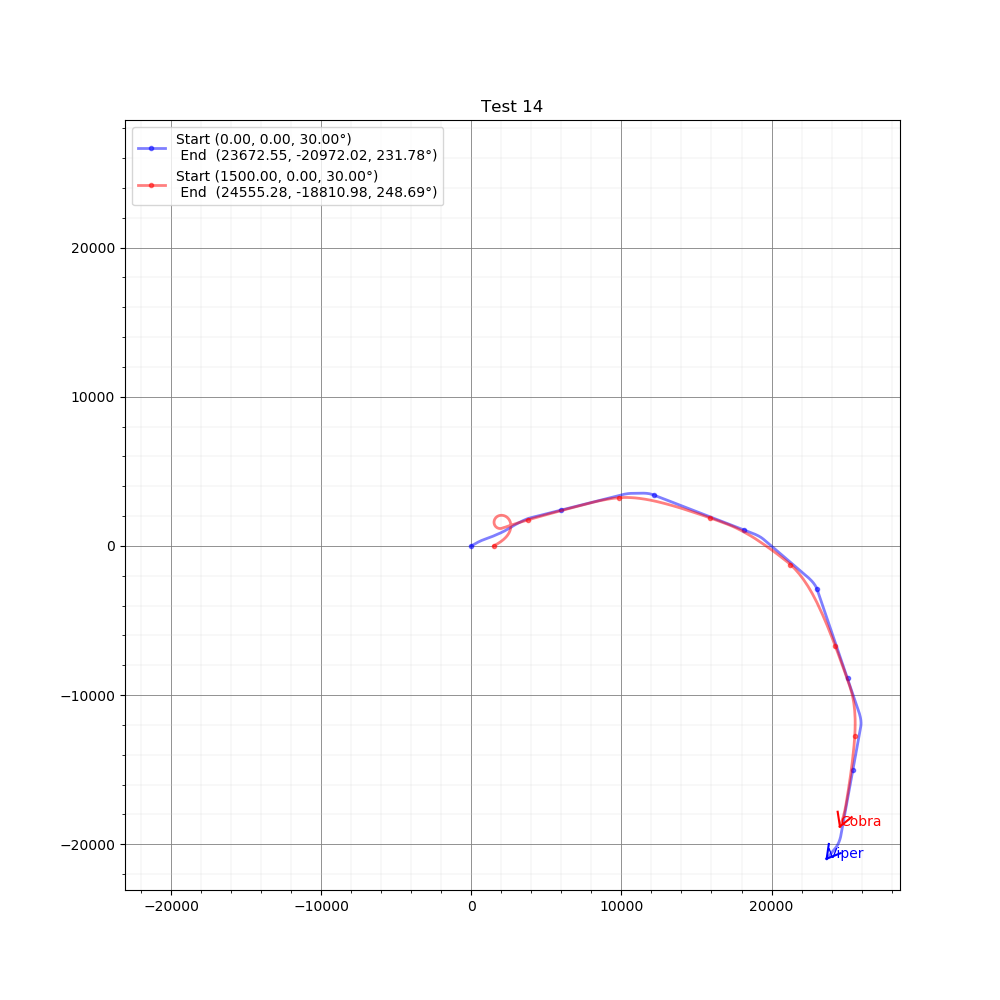 Test 14
Start (0.00, 0.00, 30.00°)
End (23672.55, -20972.02, 231.78°)
Start (1500.00, 0.00, 30.00°)
End (24555.28, -18810.98, 248.69°)
20000
10000
0
−10000
−20000
Cobra
Viper
−20000 −10000 0 10000 20000